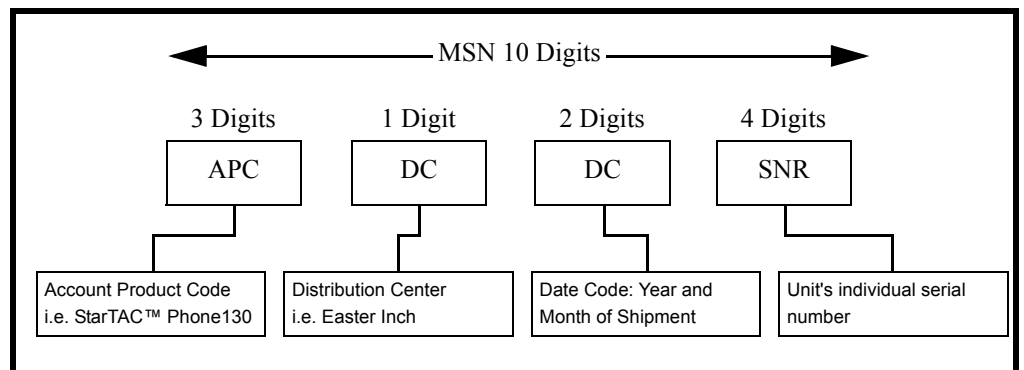 MSN 10 Digits
3 Digits 1 Digit 2 Digits 4 Digits
APC DC DC SNR
Account Product Code
i.e. StarTAC™ Phone130
Distribution Center
i.e. Easter Inch
Date Code: Year and
Month of Shipment
Unit's individual serial
number